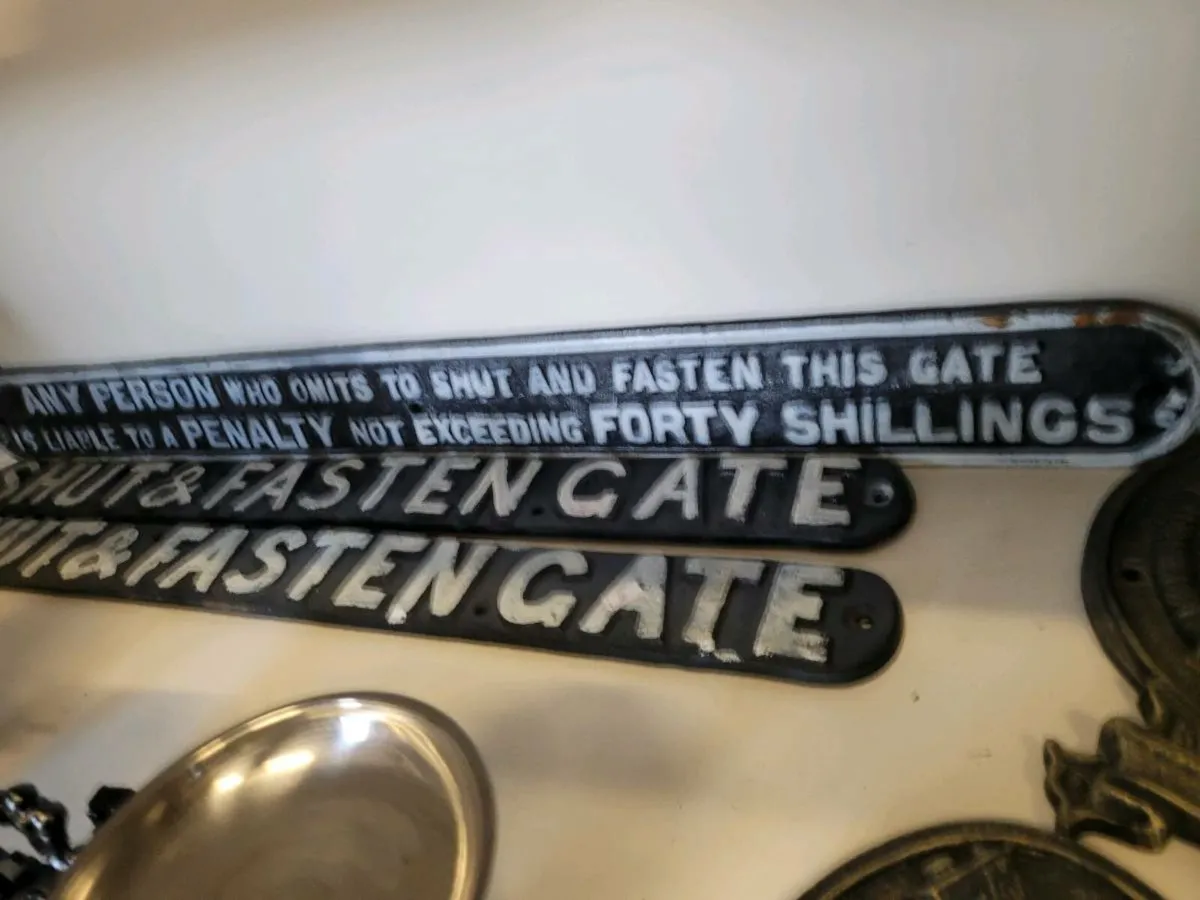 ANY PERSON WHO OMITS TO SHUT AND FASTEN THIS GATE
IS LIABLE TO A PENALTY NOT EXCEEDING FORTY SHILLINGS
SHUT & FASTEN GATE
SHUT & FASTEN GATE